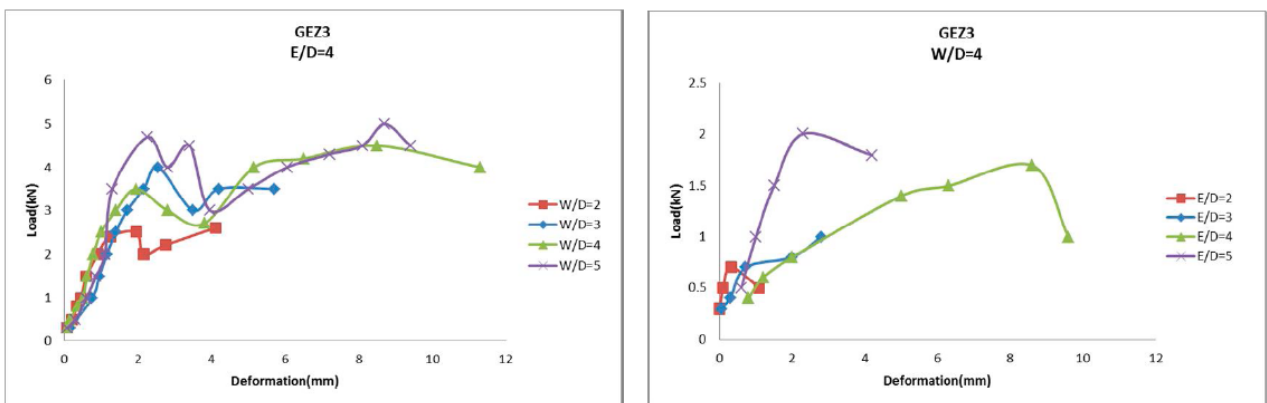 GEZ3
E/D=4
6
5
4
3
2
1
0
Load(kN)
0 2 4 6 8 10 12
Deformation(mm)
W/D=2
W/D=3
W/D=4
W/D=5
GEZ3
W/D=4
2.5
2
1.5
1
0.5
0
Load(kN)
0 2 4 6 8 10 12
Deformation(mm)
E/D=2
E/D=3
E/D=4
E/D=5